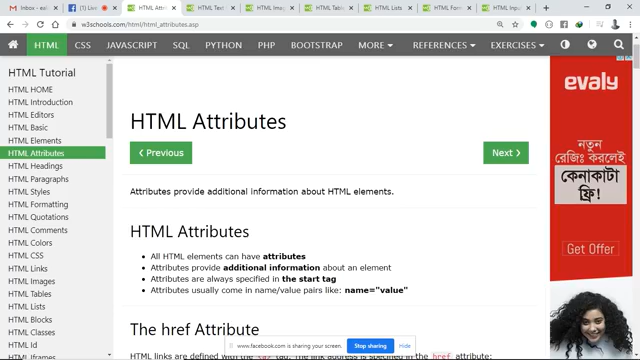 Inbox - eali
(Live
HTML Attri
HTML Text
HTML Imag
HTML Table
HTML Lists
HTML Form
HTML Inpu
w3schools.com/html/html_attributes.asp
HTML CSS JAVASCRIPT SQL PYTHON PHP BOOTSTRAP MORE REFERENCES EXERCISES
HTML Tutorial
HTML HOME
HTML Introduction
HTML Editors
HTML Basic
HTML Elements
HTML Attributes
HTML Headings
HTML Paragraphs
HTML Styles
HTML Formatting
HTML Quotations
HTML Comments
HTML Colors
HTML CSS
HTML Links
HTML Images
HTML Tables
HTML Lists
HTML Blocks
HTML Classes
HTML Id
HTML Iframes
HTML Attributes
❮ Previous
Next ❯
Attributes provide additional information about HTML elements.
HTML Attributes
• All HTML elements can have attributes
• Attributes provide additional information about an element
• Attributes are always specified in the start tag
• Attributes usually come in name/value pairs like: name="value"
The href Attribute
HTML links are defined with the <a> tag. The link address is specified in the href attribute:
www.facebook.com is sharing your screen.
Stop sharing
Hide
evaly
নতুন
রেজিঃ করলেই
কেনাকাটা
ফ্রি!
Get Offer